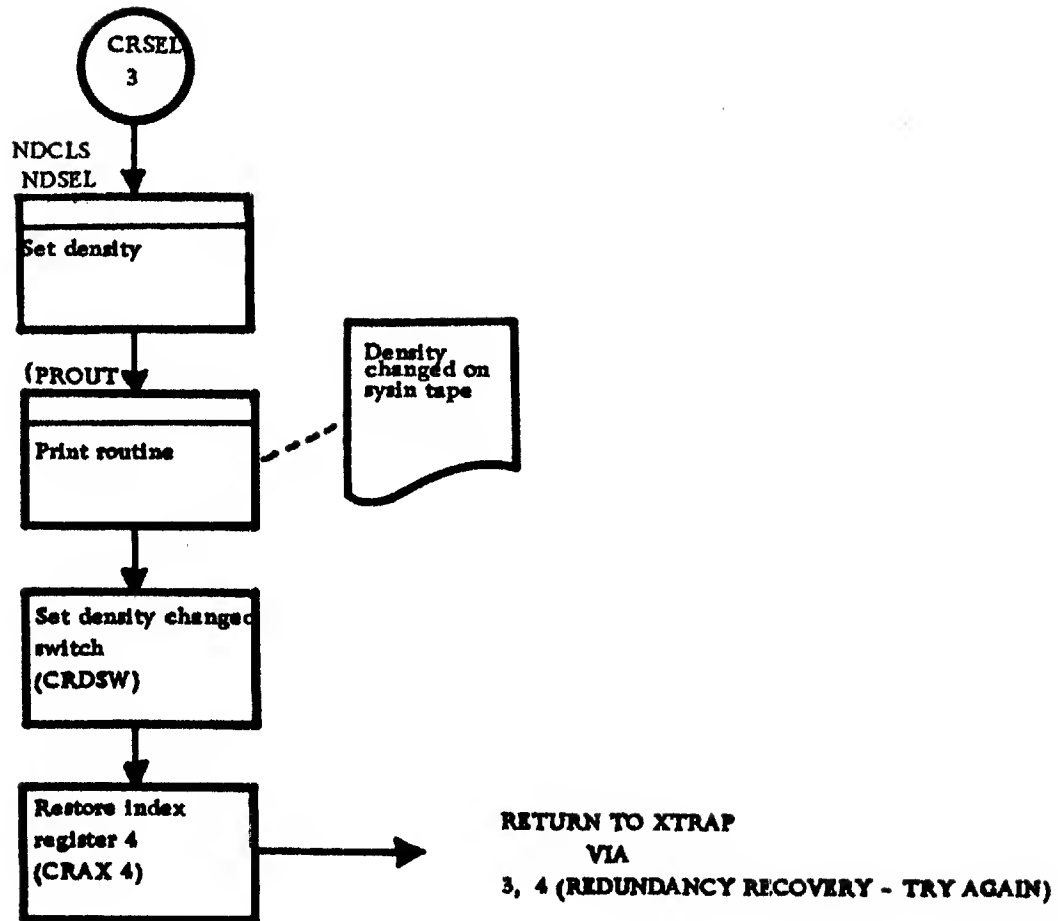 CRSEL
3
NDCLS
NDSEL
Set density
(PROUT
Print routine
Density
changed on
sysin tape
Set density changed
switch
(CRDSW)
Restore index
register 4
(CRAX 4)
RETURN TO XTRAP
VIA
3, 4 (REDUNDANCY RECOVERY - TRY AGAIN)